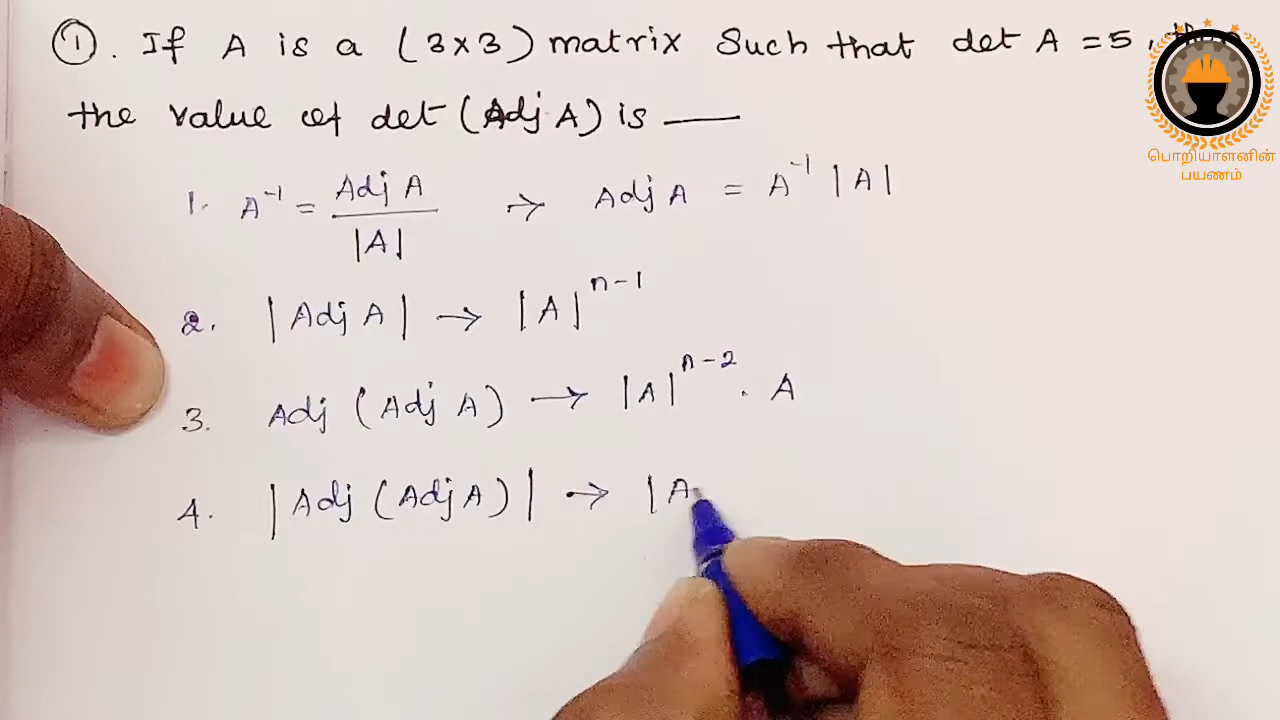 ①. If A is a (3×3) matrix Such that det A = 5,
the value of det (Adj A) is ___
1. A⁻¹ = Adj A / |A| → Adj A = A⁻¹ |A|
2. |Adj A| → |A|ⁿ⁻¹
3. Adj (Adj A) → |A|ⁿ⁻² . A
4. |Adj (Adj A)| → |A
பொறியாளனின்
பயணம்